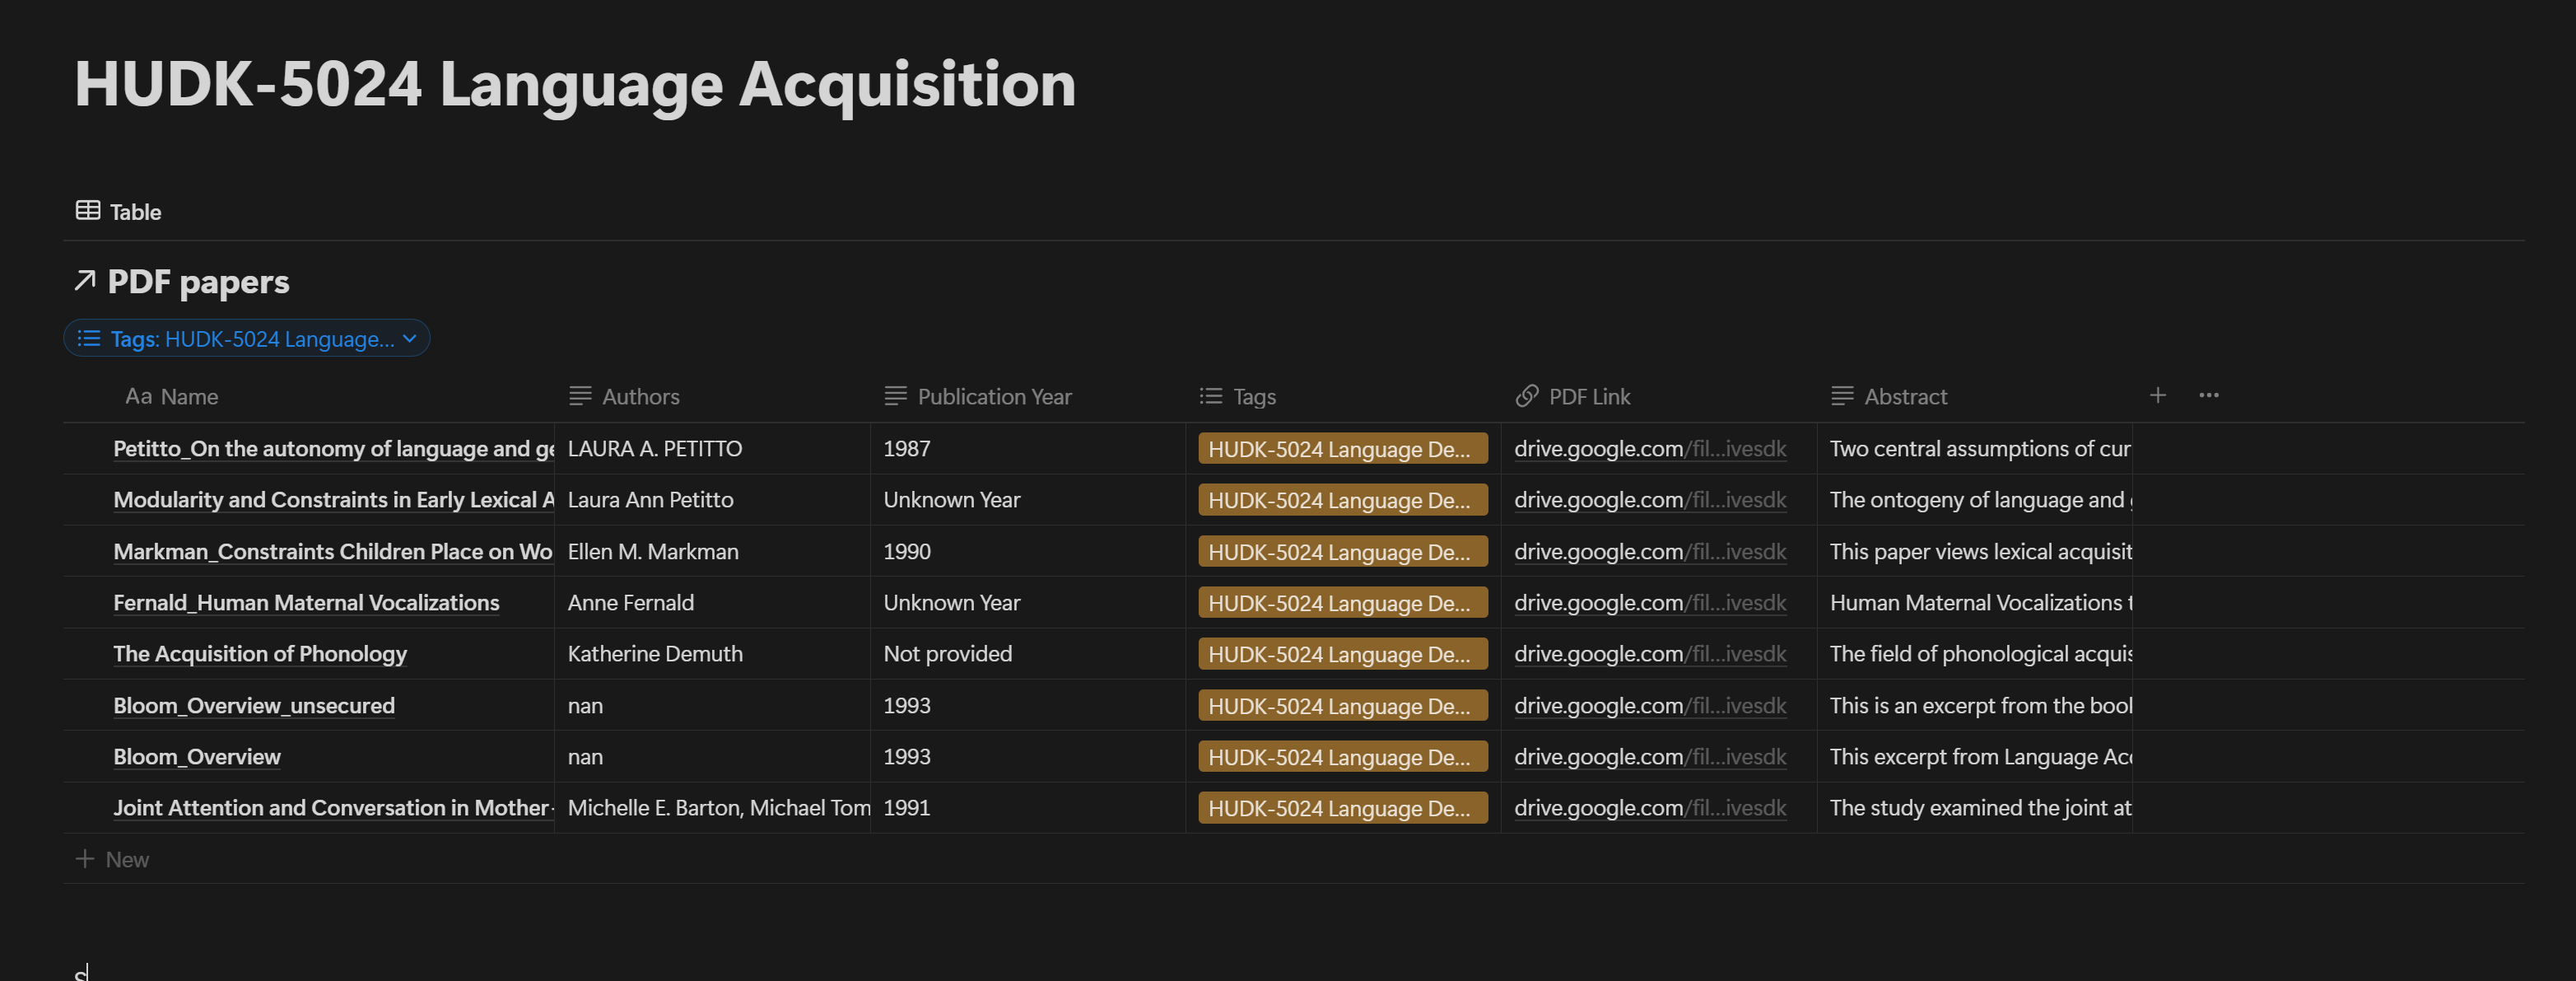 HUDK-5024 Language Acquisition
Table
PDF papers
Tags: HUDK-5024 Language...
Aa Name Authors Publication Year Tags PDF Link Abstract
Petitto_On the autonomy of language and ge LAURA A. PETITTO 1987 HUDK-5024 Language De... drive.google.com/fil...ivesdk Two central assumptions of cur
Modularity and Constraints in Early Lexical A Laura Ann Petitto Unknown Year HUDK-5024 Language De... drive.google.com/fil...ivesdk The ontogeny of language and
Markman_Constraints Children Place on Wo Ellen M. Markman 1990 HUDK-5024 Language De... drive.google.com/fil...ivesdk This paper views lexical acquisit
Fernald_Human Maternal Vocalizations Anne Fernald Unknown Year HUDK-5024 Language De... drive.google.com/fil...ivesdk Human Maternal Vocalizations t
The Acquisition of Phonology Katherine Demuth Not provided HUDK-5024 Language De... drive.google.com/fil...ivesdk The field of phonological acquis
Bloom_Overview_unsecured nan 1993 HUDK-5024 Language De... drive.google.com/fil...ivesdk This is an excerpt from the bool
Bloom_Overview nan 1993 HUDK-5024 Language De... drive.google.com/fil...ivesdk This excerpt from Language Acc
Joint Attention and Conversation in Mother- Michelle E. Barton, Michael Tom 1991 HUDK-5024 Language De... drive.google.com/fil...ivesdk The study examined the joint at
+ New
s